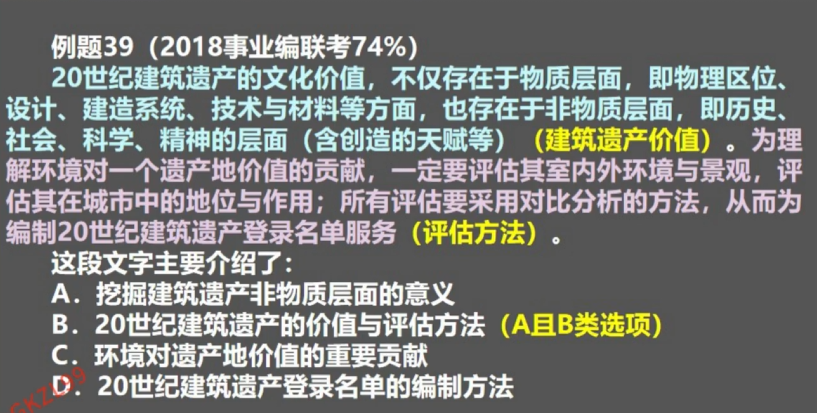 例题39（2018事业编联考74%）
20世纪建筑遗产的文化价值，不仅存在于物质层面，即物理区位、
设计、建造系统、技术与材料等方面，也存在于非物质层面，即历史、
社会、科学、精神的层面（含创造的天赋等）（建筑遗产价值）。为理
解环境对一个遗产地价值的贡献，一定要评估其室内外环境与景观，评
估其在城市中的地位与作用；所有评估要采用对比分析的方法，从而为
编制20世纪建筑遗产登录名单服务（评估方法）。
这段文字主要介绍了：
A．挖掘建筑遗产非物质层面的意义
B．20世纪建筑遗产的价值与评估方法（A且B类选项）
C．环境对遗产地价值的重要贡献
D．20世纪建筑遗产登录名单的编制方法